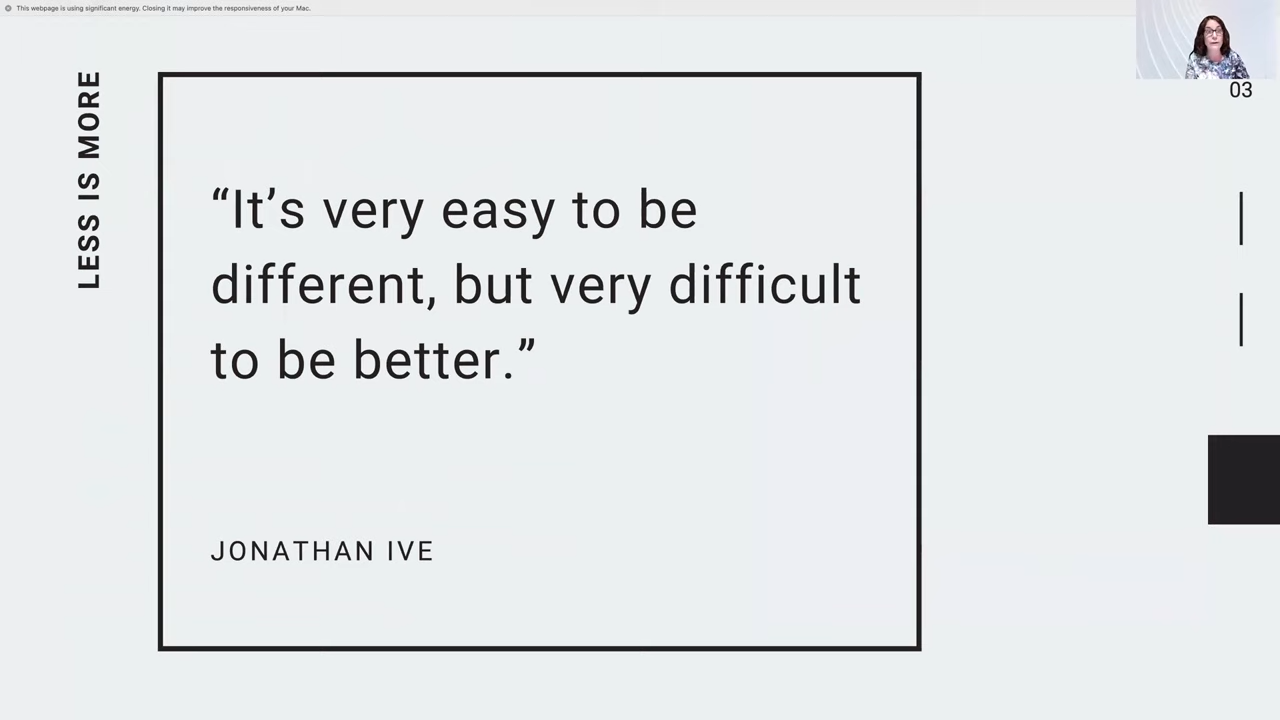 This webpage is using significant energy. Closing it may improve the responsiveness of your Mac.
LESS IS MORE
03
“It’s very easy to be
different, but very difficult
to be better.”
JONATHAN IVE